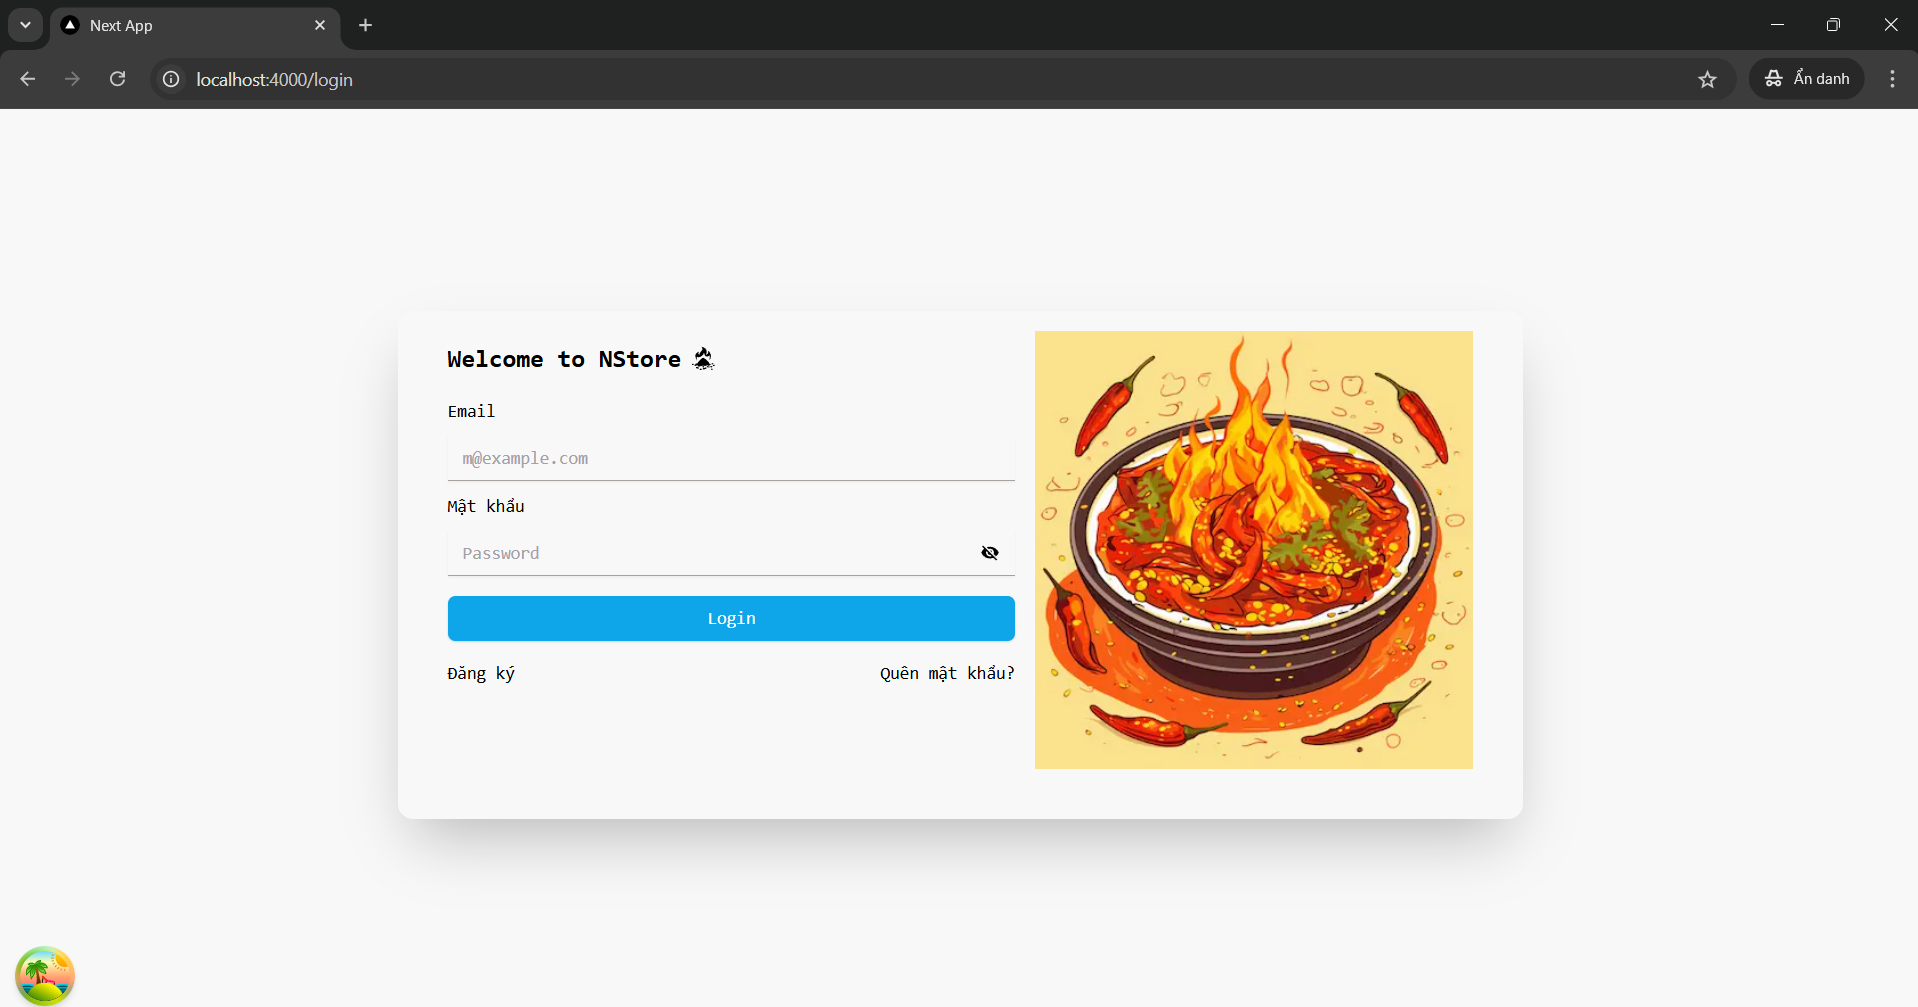 Next App
localhost:4000/login
Ẩn danh
Welcome to NStore
Email
m@example.com
Mật khẩu
Password
Login
Đăng ký
Quên mật khẩu?